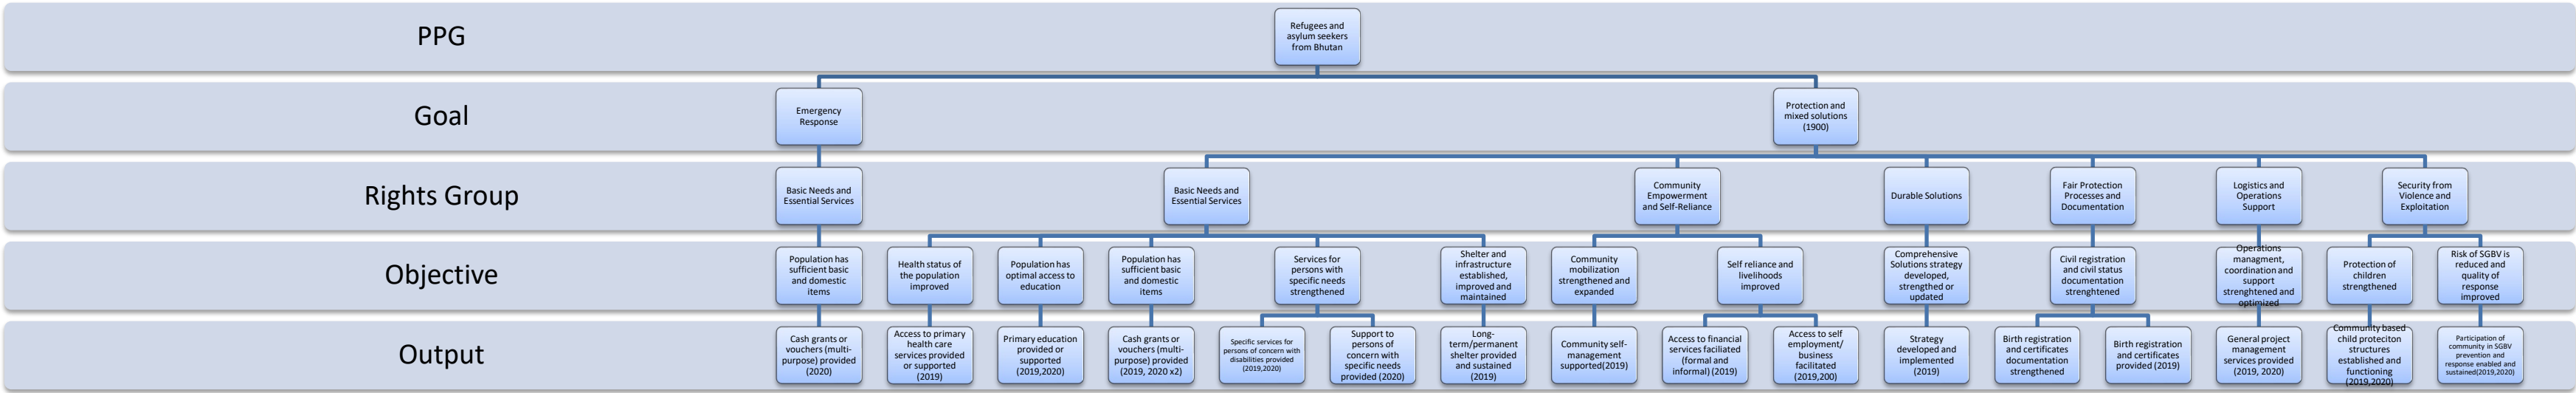 PPG
Refugees and
asylum seekers
from Bhutan
Goal
Emergency
Response
Protection and
mixed solutions
(1900)
Rights Group
Basic Needs and
Essential Services
Basic Needs and
Essential Services
Community
Empowerment
and Self-Reliance
Durable Solutions
Fair Protection
Processes and
Documentation
Logistics and
Operations
Support
Security from
Violence and
Exploitation
Objective
Population has
sufficient basic
and domestic
items
Health status of
the population
improved
Population has
optimal access to
education
Population has
sufficient basic
and domestic
items
Services for
persons with
specific needs
strengthened
Shelter and
infrastructure
established,
improved and
maintained
Community
mobilization
strengthened and
expanded
Self reliance and
livelihoods
improved
Comprehensive
Solutions strategy
developed,
strengthed or
updated
Civil registration
and civil status
documentation
strenghtened
Operations
managment,
coordination and
support
strenghtened and
optimized
Protection of
children
strengthened
Risk of SGBV is
reduced and
quality of
response
improved
Output
Cash grants or
vouchers (multi-
purpose) provided
(2020)
Access to primary
health care
services provided
or supported
(2019)
Primary education
provided or
supported
(2019,2020)
Cash grants or
vouchers (multi-
purpose) provided
(2019, 2020 x2)
Specific services for
persons of concern with
disabilities provided
(2019,2020)
Support to
persons of
concern with
specific needs
provided (2020)
Long-
term/permanent
shelter provided
and sustained
(2019)
Community self-
management
supported(2019)
Access to financial
services faciliated
(formal and
informal) (2019)
Access to self
employment/
business
facilitated
(2019,200)
Strategy
developed and
implemented
(2019)
Birth registration
and certificates
documentation
strengthened
Birth registration
and certificates
provided (2019)
General project
management
services provided
(2019, 2020)
Community based
child proteciton
structures
established and
functioning
(2019,2020)
Participation of
community in SGBV
prevention and
response enabled and
sustained(2019,2020)